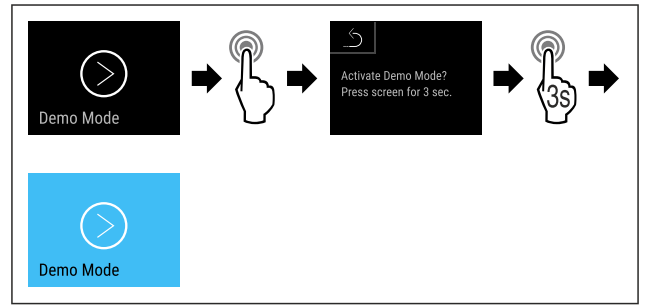 Demo Mode
Activate Demo Mode?
Press screen for 3 sec.
3s
Demo Mode